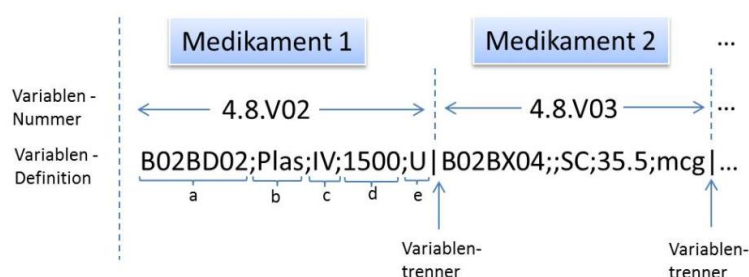 Medikament 1 Medikament 2 ...
Variablen - Nummer 4.8.V02 4.8.V03 ...
Variablen - Definition B02BD02;Plas;IV;1500;U|B02BX04;;SC;35.5;mcg|...
a b c d e
Variablen- Variablen-
trenner trenner